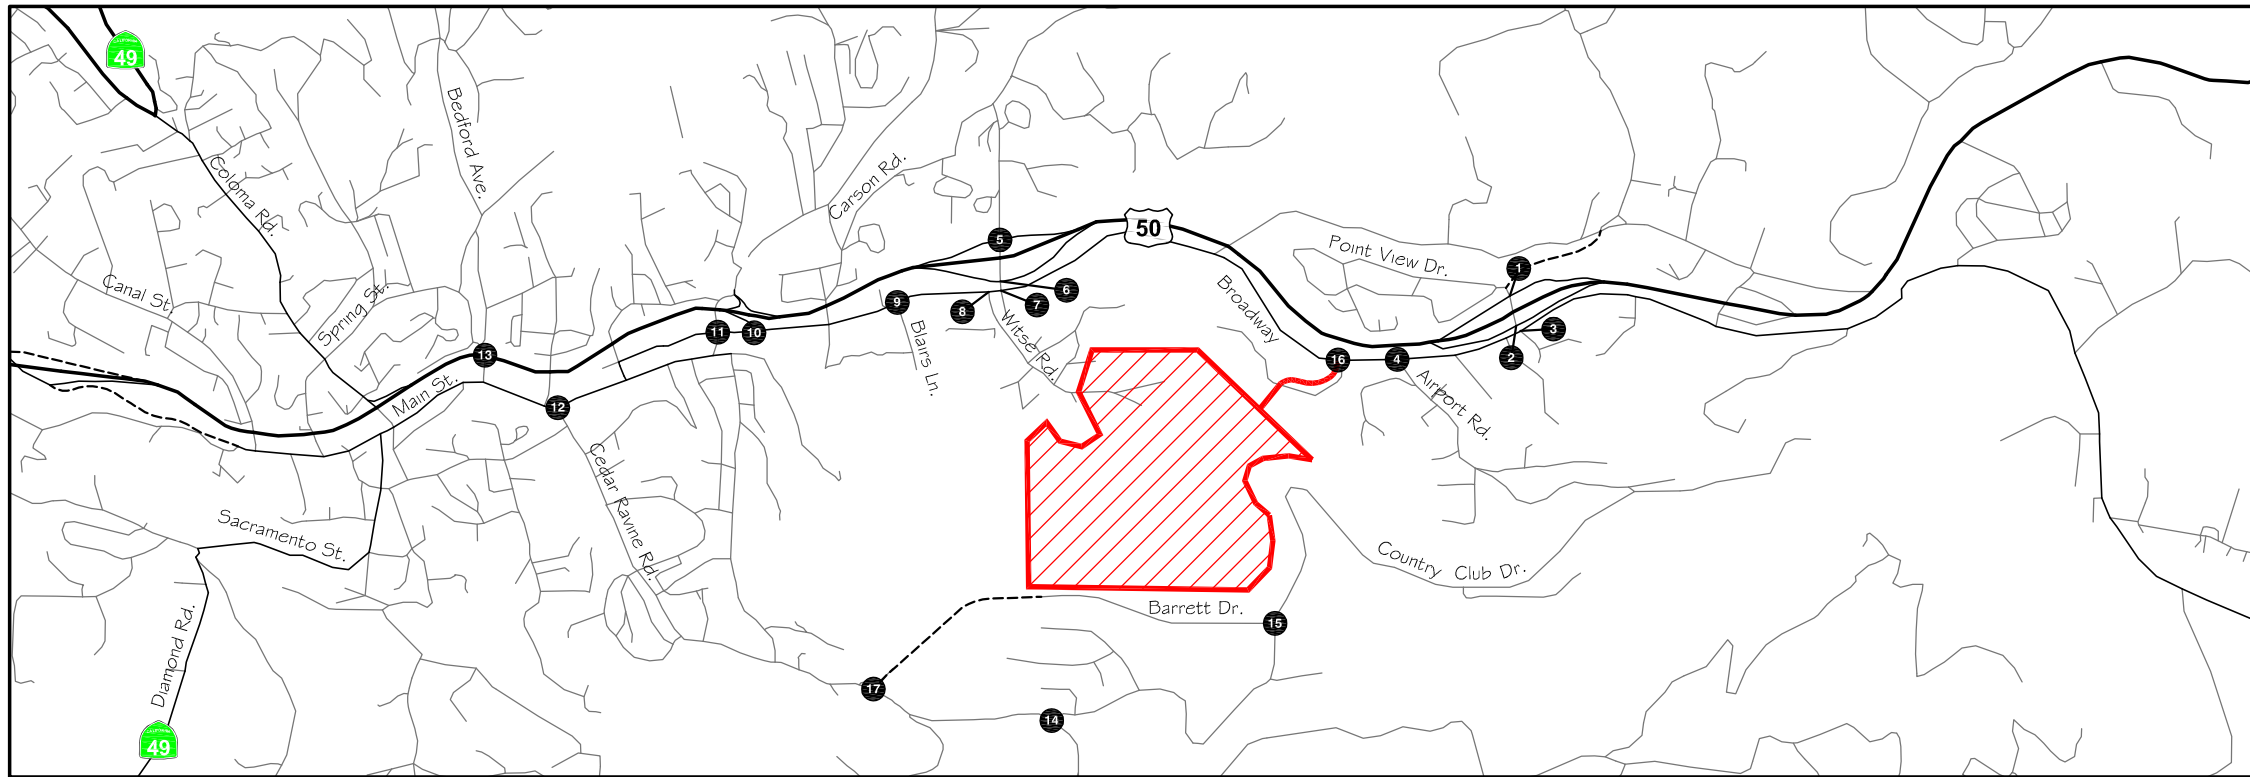 49
Bedford Ave.
Coloma Rd.
Carson Rd.
50
Point View Dr.
5
1
Canal St.
Spring St.
Broadway
6
9
7
8
3
11
10
Blairs Ln.
Witse Rd.
13
2
16
4
Main St.
Airport Rd.
12
Cedar Ravine Rd.
Sacramento St.
Country Club Dr.
Barrett Dr.
15
Diamond Rd.
17
14
49